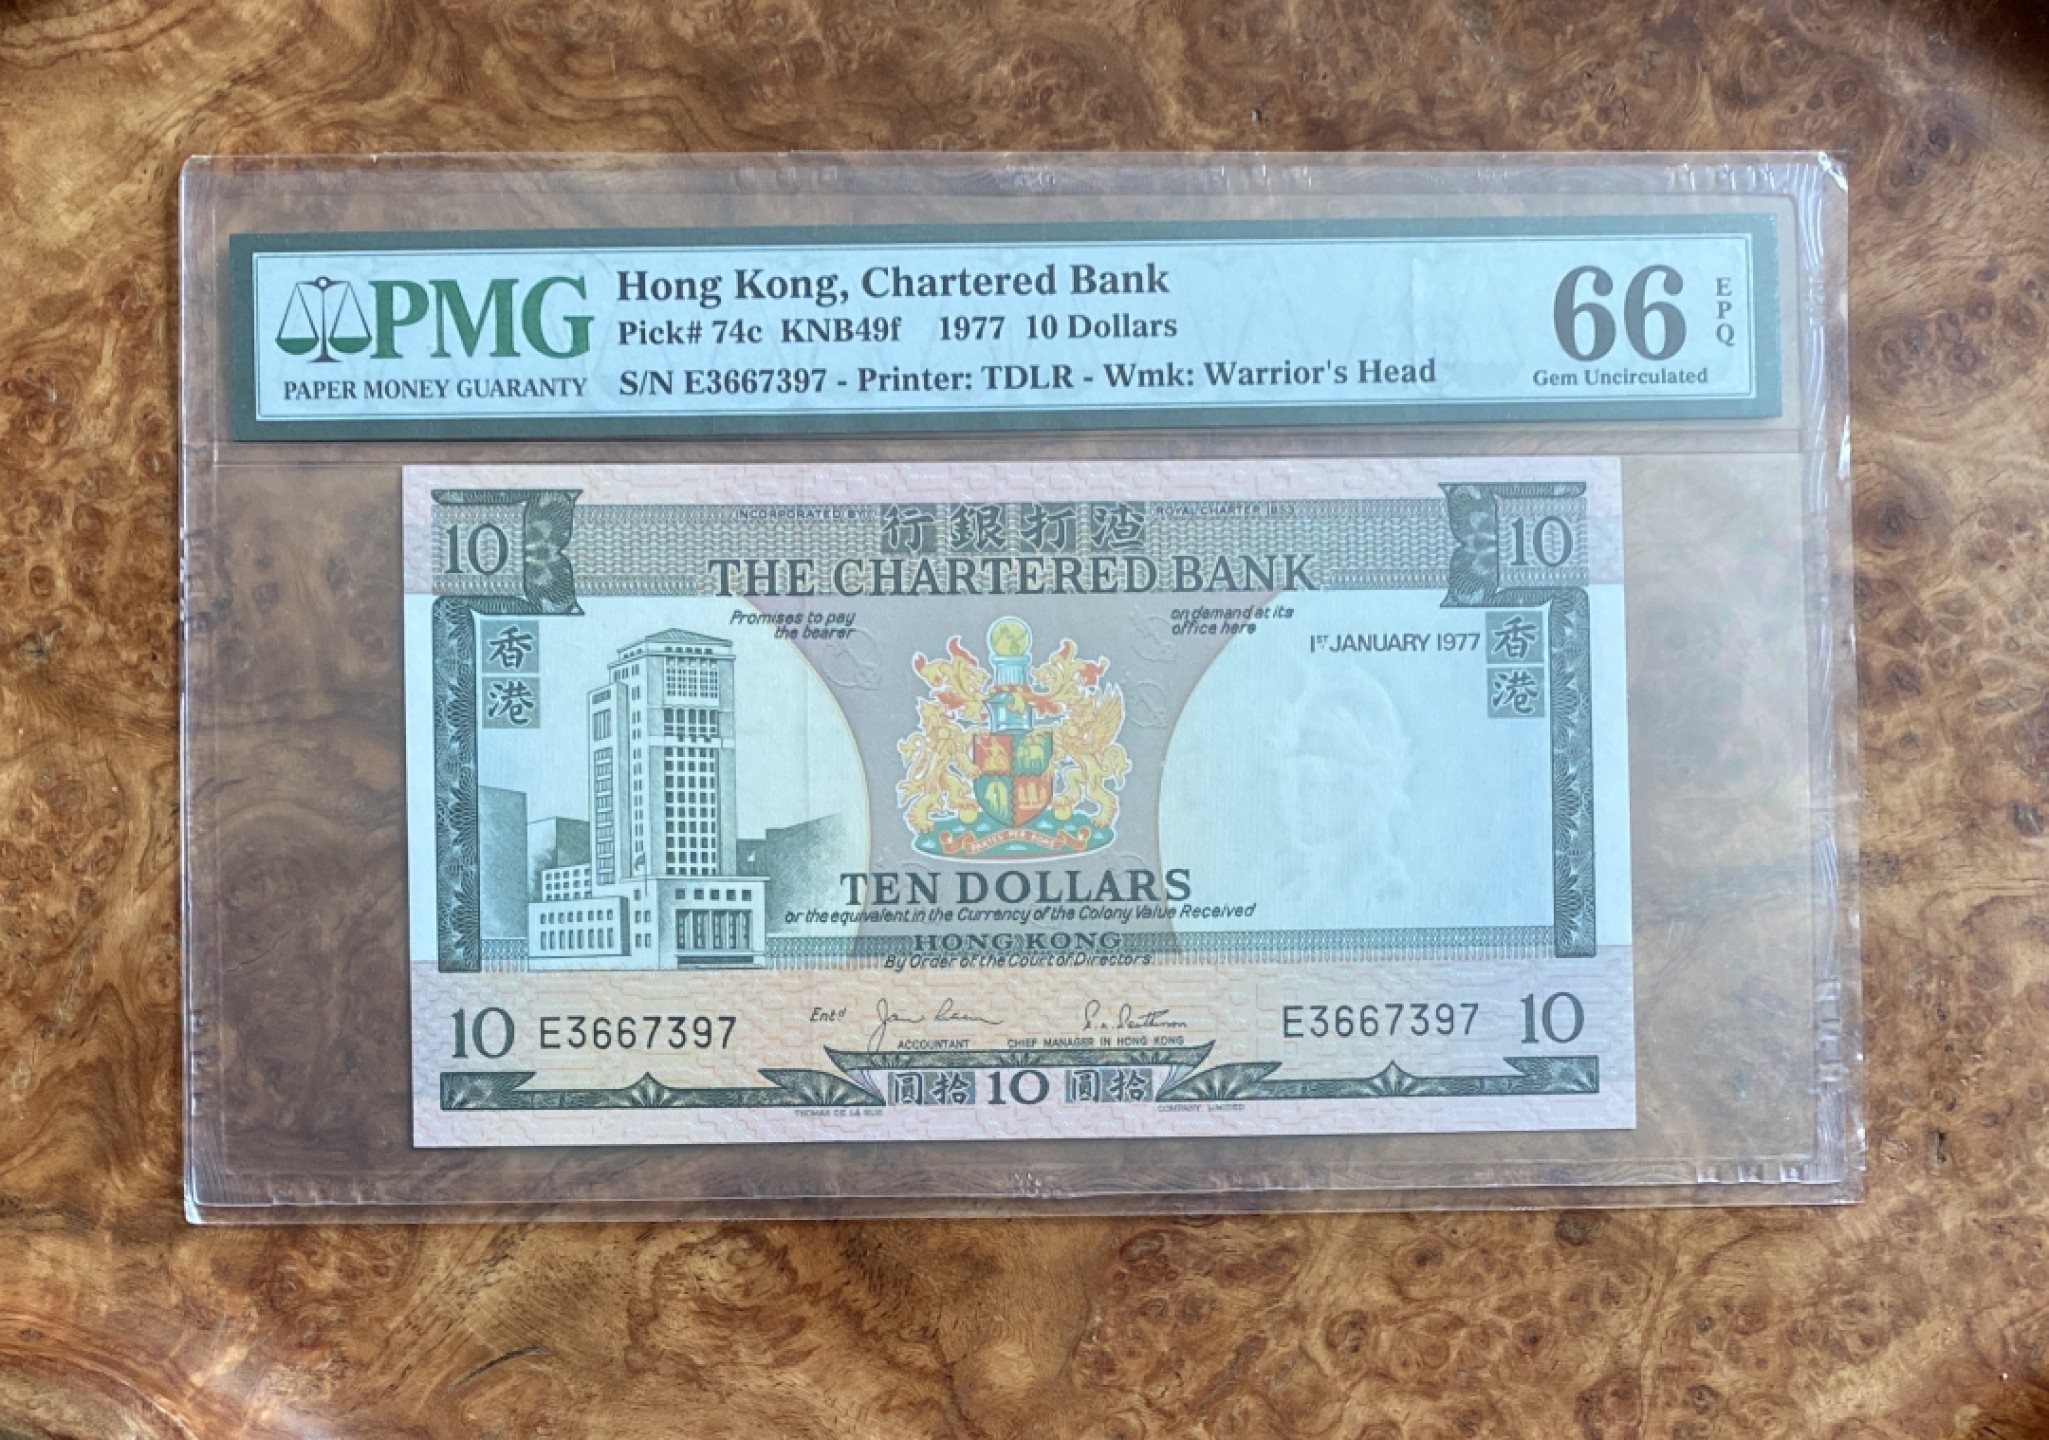 PMG
PAPER MONEY GUARANTY
Hong Kong, Chartered Bank
Pick# 74c KNB49f 1977 10 Dollars
S/N E3667397 - Printer: TDLR - Wmk: Warrior's Head
66
EPQ
Gem Uncirculated
10
INCORPORATED BY
行銀打渣
ROYAL CHARTER 1853
10
THE CHARTERED BANK
Promises to pay
the bearer
on demand at its
office here
香港
1ST JANUARY 1977
香港
TEN DOLLARS
or the equivalent in the Currency of the Colony Value Received
HONG KONG
By Order of the Court of Directors
10 E3667397
Ent'd
ACCOUNTANT
CHIEF MANAGER IN HONG KONG
E3667397 10
圓拾 10 圓拾
THOMAS DE LA RUE
COMPANY LIMITED